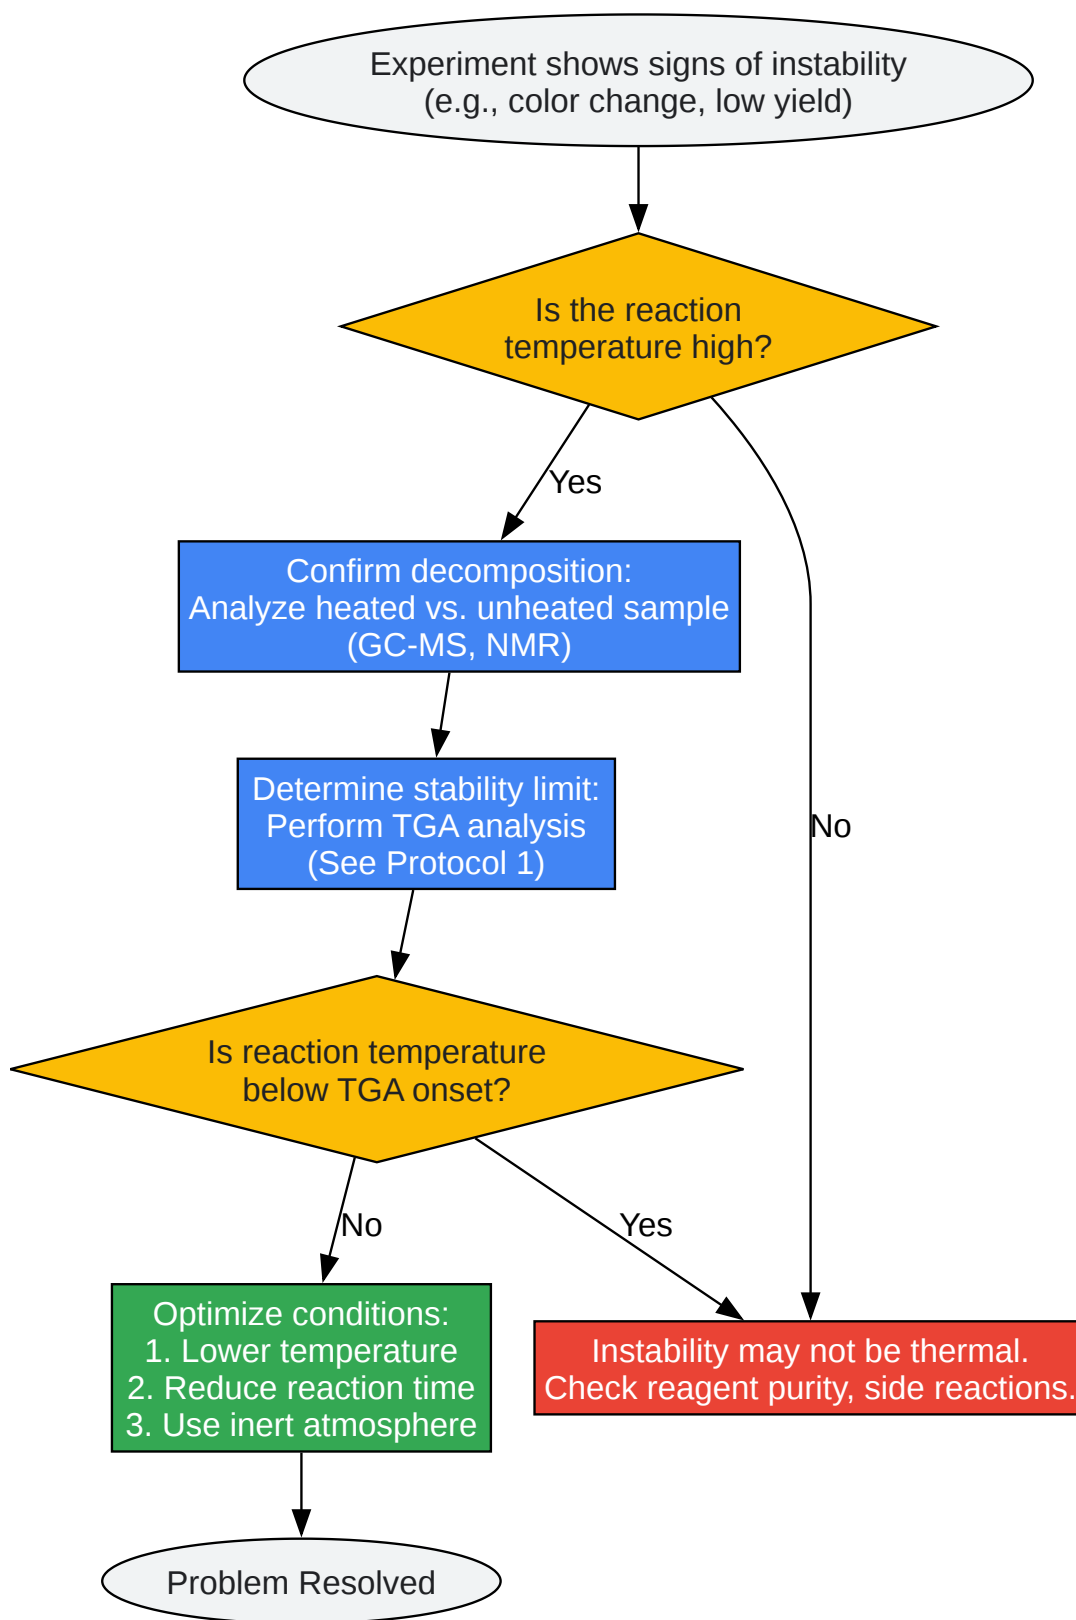 Experiment shows signs of instability
(e.g., color change, low yield)
Is the reaction
temperature high?
Yes
Confirm decomposition:
Analyze heated vs. unheated sample
(GC-MS, NMR)
Determine stability limit:
Perform TGA analysis
(See Protocol 1)
No
Is reaction temperature
below TGA onset?
No
Yes
Optimize conditions:
1. Lower temperature
2. Reduce reaction time
3. Use inert atmosphere
Instability may not be thermal.
Check reagent purity, side reactions.
Problem Resolved